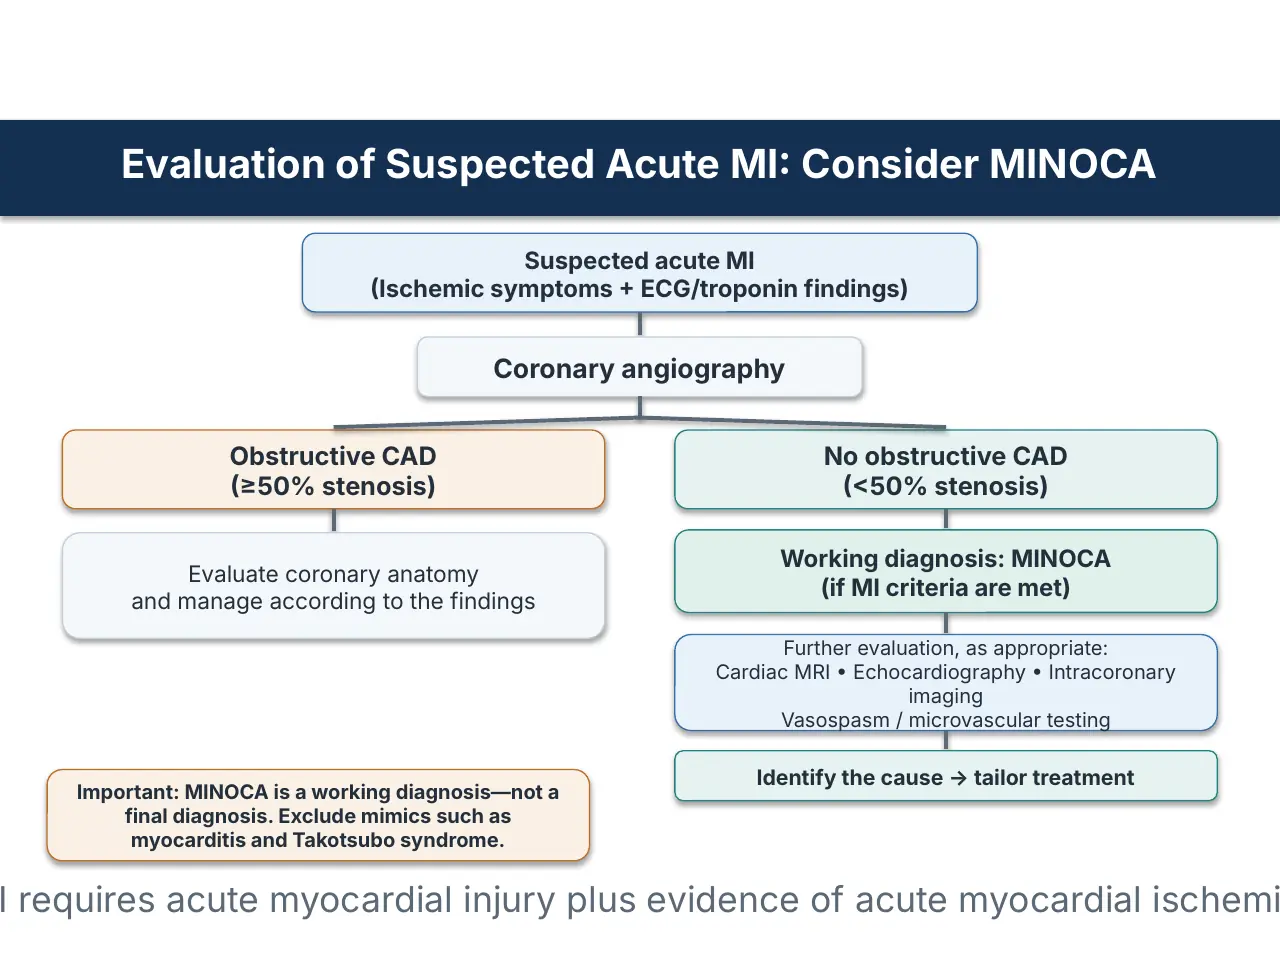 Evaluation of Suspected Acute MI: Consider MINOCA
Suspected acute MI
(Ischemic symptoms + ECG/troponin findings)
Coronary angiography
Obstructive CAD
(≥50% stenosis)
No obstructive CAD
(<50% stenosis)
Evaluate coronary anatomy
and manage according to the findings
Working diagnosis: MINOCA
(if MI criteria are met)
Further evaluation, as appropriate:
Cardiac MRI • Echocardiography • Intracoronary
imaging
Vasospasm / microvascular testing
Identify the cause → tailor treatment
Important: MINOCA is a working diagnosis—not a
final diagnosis. Exclude mimics such as
myocarditis and Takotsubo syndrome.
requires acute myocardial injury plus evidence of acute myocardial